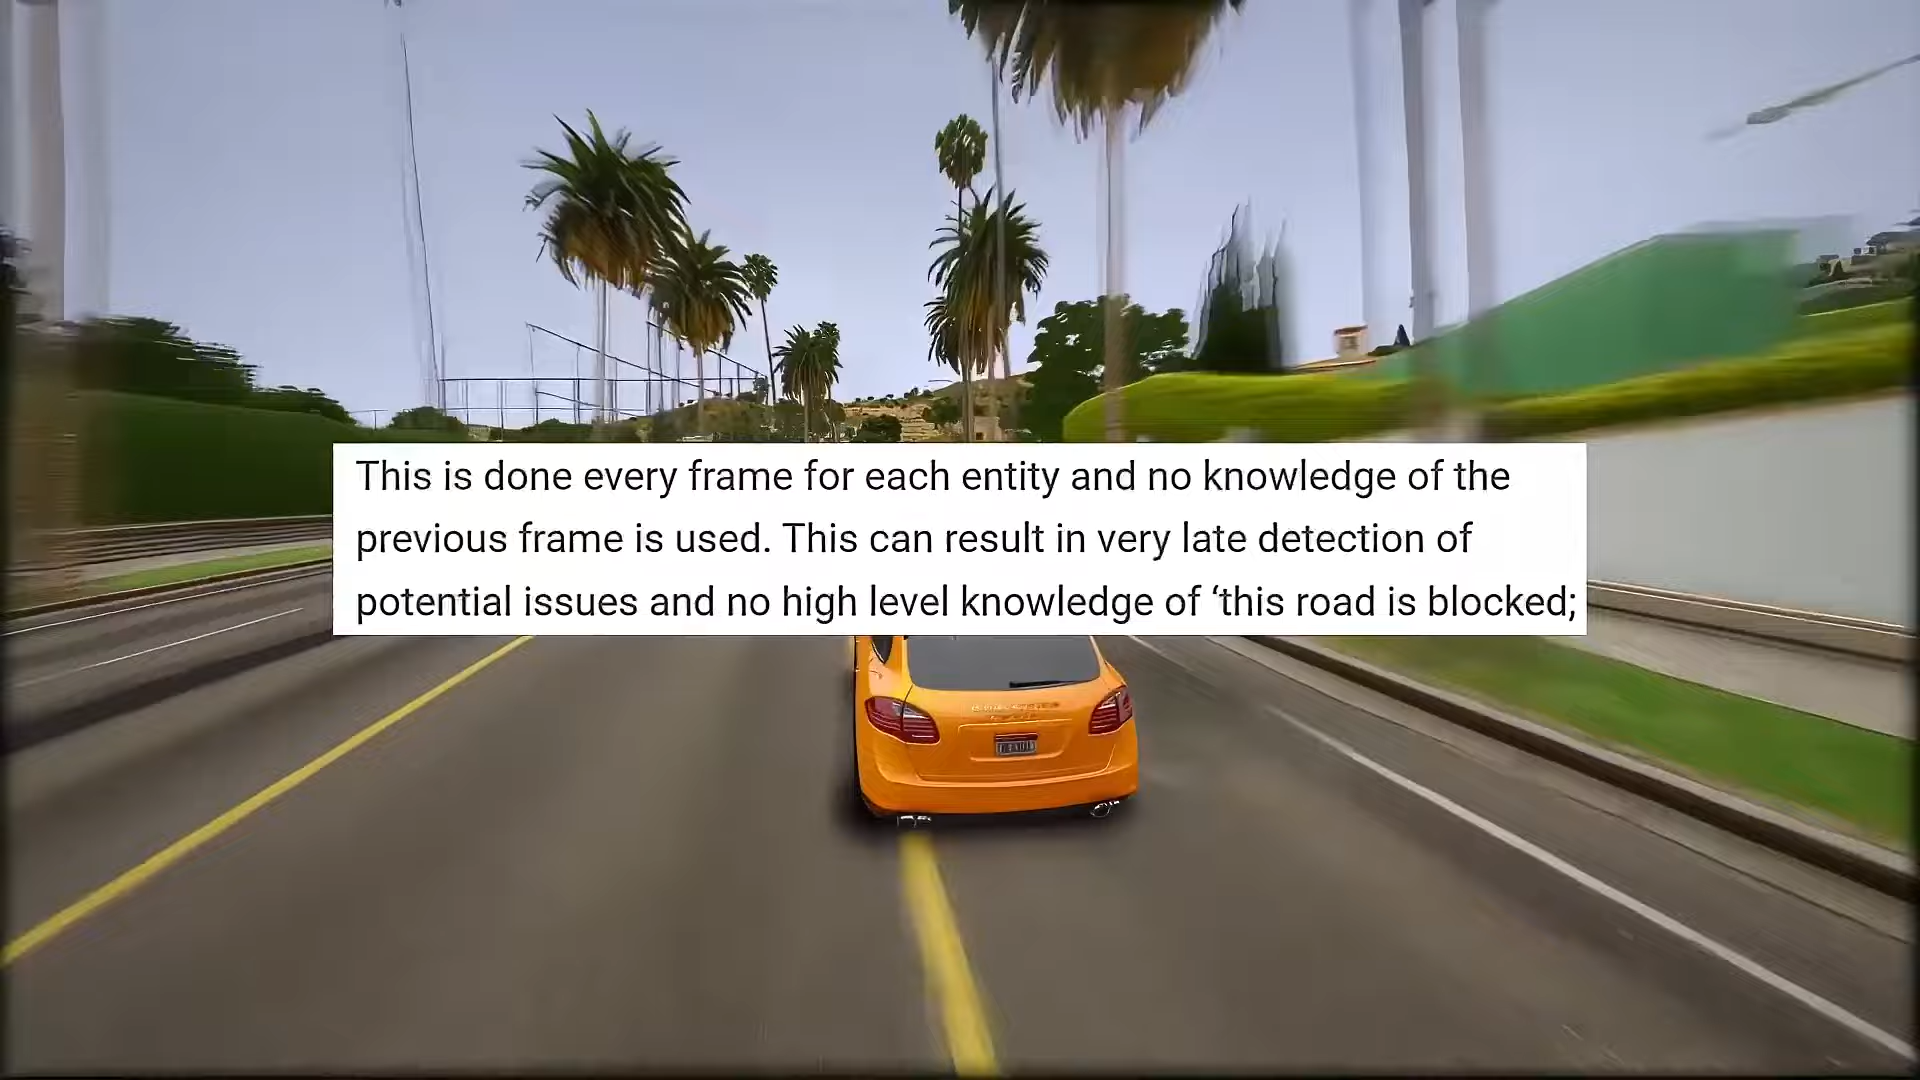 This is done every frame for each entity and no knowledge of the
previous frame is used. This can result in very late detection of
potential issues and no high level knowledge of ‘this road is blocked;